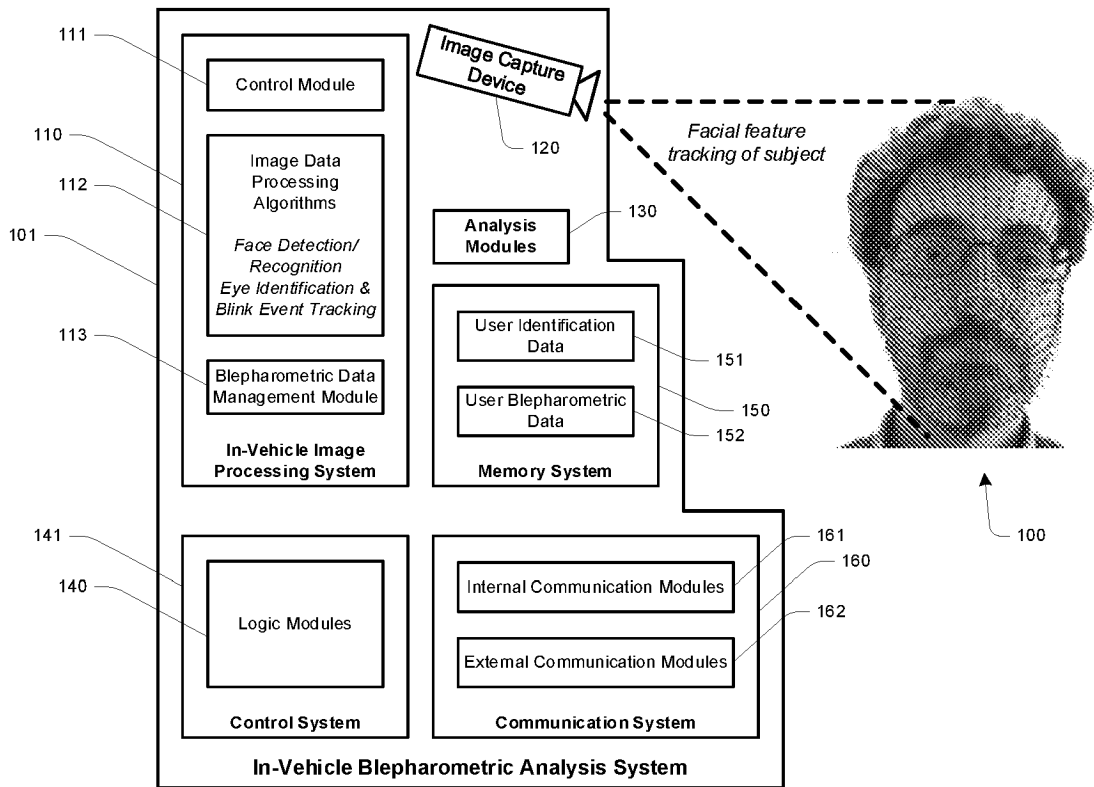 111
Control Module
110
112
101
Image Data
Processing
Algorithms
Face Detection/
Recognition
Eye Identification &
Blink Event Tracking
113
Blepharometric Data
Management Module
In-Vehicle Image
Processing System
Image Capture
Device
120
Facial feature
tracking of subject
130
Analysis
Modules
User Identification
Data
151
User Blepharometric
Data
150
152
Memory System
100
141
140
Logic Modules
Control System
161
160
Internal Communication Modules
162
External Communication Modules
Communication System
In-Vehicle Blepharometric Analysis System